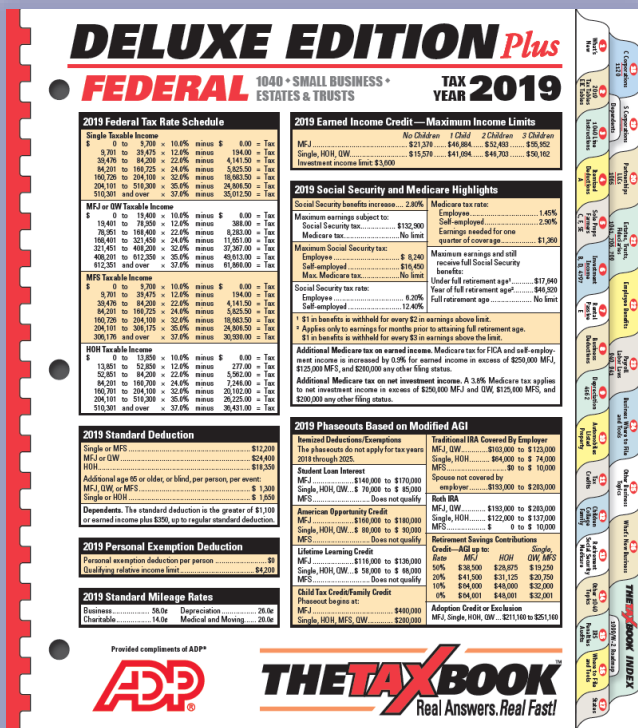 DELUXE EDITION Plus
FEDERAL
1040 • SMALL BUSINESS •
ESTATES & TRUSTS
TAX
YEAR 2019
2019 Federal Tax Rate Schedule
Single Taxable Income
$ 0 to 9,700 × 10.0% minus $ 0.00 = Tax
9,701 to 39,475 × 12.0% minus 194.00 = Tax
39,476 to 84,200 × 22.0% minus 4,141.50 = Tax
84,201 to 160,725 × 24.0% minus 5,825.50 = Tax
160,726 to 204,100 × 32.0% minus 18,683.50 = Tax
204,101 to 510,300 × 35.0% minus 24,806.50 = Tax
510,301 and over × 37.0% minus 35,012.50 = Tax
MFJ or QW Taxable Income
$ 0 to 19,400 × 10.0% minus $ 0.00 = Tax
19,401 to 78,950 × 12.0% minus 388.00 = Tax
78,951 to 168,400 × 22.0% minus 8,283.00 = Tax
168,401 to 321,450 × 24.0% minus 11,651.00 = Tax
321,451 to 408,200 × 32.0% minus 37,367.00 = Tax
408,201 to 612,350 × 35.0% minus 49,613.00 = Tax
612,351 and over × 37.0% minus 61,860.00 = Tax
MFS Taxable Income
$ 0 to 9,700 × 10.0% minus $ 0.00 = Tax
9,701 to 39,475 × 12.0% minus 194.00 = Tax
39,476 to 84,200 × 22.0% minus 4,141.50 = Tax
84,201 to 160,725 × 24.0% minus 5,825.50 = Tax
160,726 to 204,100 × 32.0% minus 18,683.50 = Tax
204,101 to 306,175 × 35.0% minus 24,806.50 = Tax
306,176 and over × 37.0% minus 30,930.00 = Tax
HOH Taxable Income
$ 0 to 13,850 × 10.0% minus $ 0.00 = Tax
13,851 to 52,850 × 12.0% minus 277.00 = Tax
52,851 to 84,200 × 22.0% minus 5,562.00 = Tax
84,201 to 160,700 × 24.0% minus 7,246.00 = Tax
160,701 to 204,100 × 32.0% minus 20,102.00 = Tax
204,101 to 510,300 × 35.0% minus 26,225.00 = Tax
510,301 and over × 37.0% minus 36,431.00 = Tax
2019 Standard Deduction
Single or MFS $12,200
MFJ or QW $24,400
HOH $18,350
Additional age 65 or older, or blind, per person, per event:
MFJ, QW, or MFS $ 1,300
Single or HOH $ 1,650
Dependents. The standard deduction is the greater of $1,100
or earned income plus $350, up to regular standard deduction.
2019 Personal Exemption Deduction
Personal exemption deduction per person $0
Qualifying relative income limit $4,200
2019 Standard Mileage Rates
Business 58.0¢ Depreciation 26.0¢
Charitable 14.0¢ Medical and Moving 20.0¢
2019 Earned Income Credit—Maximum Income Limits
No Children 1 Child 2 Children 3 Children
MFJ $21,370 $46,884 $52,493 $55,952
Single, HOH, QW $15,570 $41,094 $46,703 $50,162
Investment income limit: $3,600
2019 Social Security and Medicare Highlights
Social Security benefits increase 2.80%
Maximum earnings subject to:
Social Security tax $132,900
Medicare tax No limit
Maximum Social Security tax:
Employee $ 8,240
Self-employed $16,480
Max. Medicare tax No limit
Social Security tax rate:
Employee 6.20%
Self-employed 12.40%
Medicare tax rate:
Employee 1.45%
Self-employed 2.90%
Earnings needed for one
quarter of coverage $1,360
Maximum earnings and still
receive full Social Security
benefits:
Under full retirement age¹ $17,640
Year of full retirement age² $46,920
Full retirement age No limit
¹ $1 in benefits is withheld for every $2 in earnings above limit.
² Applies only to earnings for months prior to attaining full retirement age.
$1 in benefits is withheld for every $3 in earnings above the limit.
Additional Medicare tax on earned income. Medicare tax for FICA and self-employ-
ment income is increased by 0.9% for earned income in excess of $250,000 MFJ,
$125,000 MFS, and $200,000 any other filing status.
Additional Medicare tax on net investment income. A 3.8% Medicare tax applies
to net investment income in excess of $250,000 MFJ and QW, $125,000 MFS, and
$200,000 any other filing status.
2019 Phaseouts Based on Modified AGI
Itemized Deductions/Exemptions
The phaseouts do not apply for tax years
2018 through 2025.
Student Loan Interest
MFJ $140,000 to $170,000
Single, HOH, QW $ 70,000 to $ 85,000
MFS Does not qualify
American Opportunity Credit
MFJ $160,000 to $180,000
Single, HOH, QW $ 80,000 to $ 90,000
MFS Does not qualify
Lifetime Learning Credit
MFJ $116,000 to $136,000
Single, HOH, QW $ 58,000 to $ 68,000
MFS Does not qualify
Child Tax Credit/Family Credit
Phaseout begins at:
MFJ $400,000
Single, HOH, MFS, QW $200,000
Traditional IRA Covered By Employer
MFJ, QW $103,000 to $123,000
Single, HOH $64,000 to $ 74,000
MFS $0 to $ 10,000
Spouse not covered by
employer $193,000 to $203,000
Roth IRA
MFJ, QW $193,000 to $203,000
Single, HOH $122,000 to $137,000
MFS $ 0 to $ 10,000
Retirement Savings Contributions
Credit—AGI up to: Single,
Rate MFJ HOH QW, MFS
50% $38,500 $28,875 $19,250
20% $41,500 $31,125 $20,750
10% $64,000 $48,000 $32,000
0% $64,001 $48,001 $32,001
Adoption Credit or Exclusion
MFJ, Single, HOH, QW $211,160 to $251,160
Provided compliments of ADP®
ADP
THETAXBOOK™
Real Answers. Real Fast!
What's New
2019
Tax Tables
EIC Tables
1040 Line
Instructions
Tax
Credits
Other 1040
Topics
Where to File
and Tools
C Corporations
1120
S Corporations
Dependents
Employee Benefits
Business Where to File
and Tools
Other Business
Topics
What's New Business
THETAXBOOK INDEX